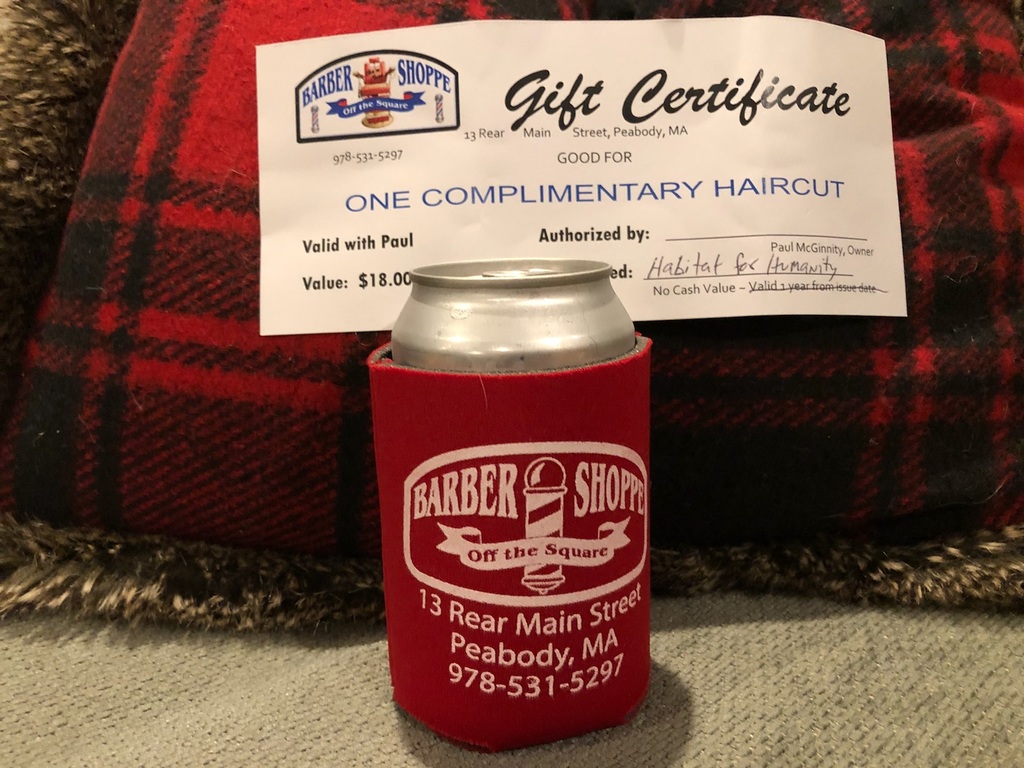 BARBER SHOPPE
Off the Square
978-531-5297
Gift Certificate
13 Rear Main Street, Peabody, MA
GOOD FOR
ONE COMPLIMENTARY HAIRCUT
Valid with Paul
Authorized by:
Paul McGinnity, Owner
Value: $18.00
ed: Habitat for Humanity
No Cash Value – Valid 1 year from issue date
BARBER SHOPPE
Off the Square
13 Rear Main Street
Peabody, MA
978-531-5297